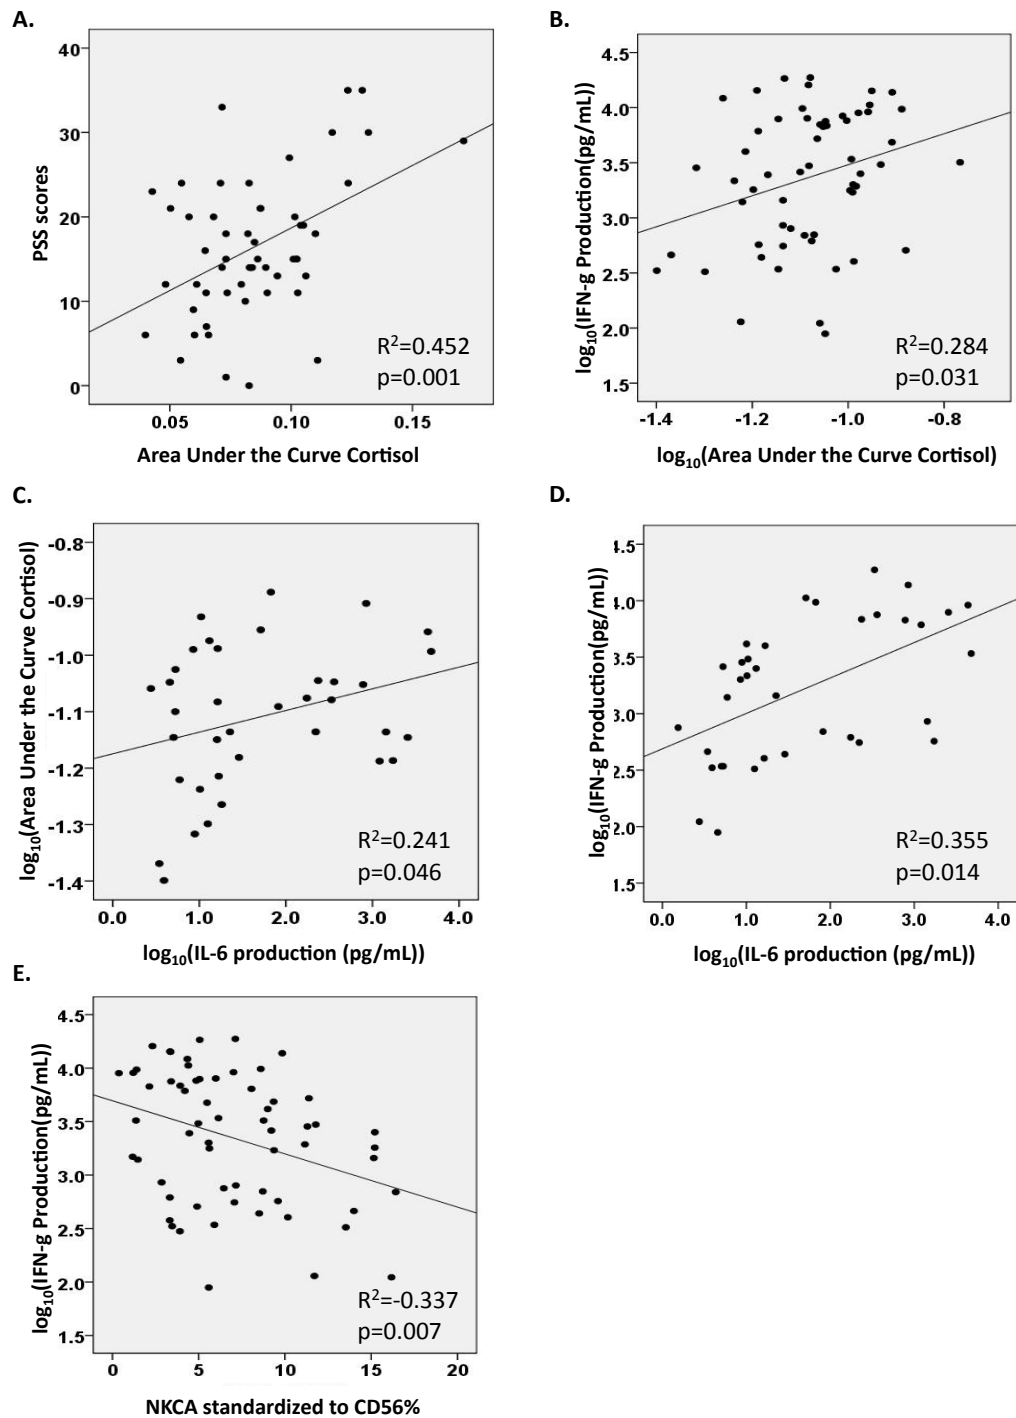 A.
40
30
20
10
0
PSS scores
R²=0.452
p=0.001
0.05 0.10 0.15
Area Under the Curve Cortisol
B.
4.5
4.0
3.5
3.0
2.5
2.0
1.5
log₁₀(IFN-g Production(pg/mL))
R²=0.284
p=0.031
-1.4 -1.2 -1.0 -0.8
log₁₀(Area Under the Curve Cortisol)
C.
-0.8
-0.9
-1.0
-1.1
-1.2
-1.3
-1.4
log₁₀(Area Under the Curve Cortisol)
R²=0.241
p=0.046
0.0 1.0 2.0 3.0 4.0
log₁₀(IL-6 production (pg/mL))
D.
4.5
4.0
3.5
3.0
2.5
2.0
1.5
log₁₀(IFN-g Production(pg/mL))
R²=0.355
p=0.014
0.0 1.0 2.0 3.0 4.0
log₁₀(IL-6 production (pg/mL))
E.
4.5
4.0
3.5
3.0
2.5
2.0
1.5
log₁₀(IFN-g Production(pg/mL))
R²=-0.337
p=0.007
0 5 10 15 20
NKCA standardized to CD56%